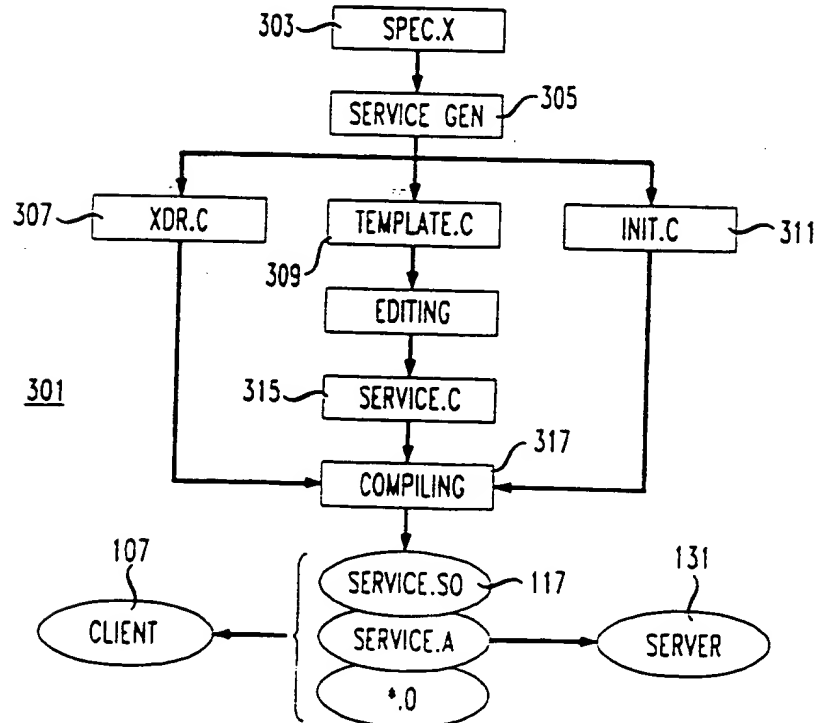 303
SPEC.X
SERVICE GEN
305
307
XDR.C
TEMPLATE.C
309
INIT.C
311
EDITING
301
315
SERVICE.C
317
COMPILING
107
CLIENT
SERVICE.SO
117
SERVICE.A
*.O
131
SERVER